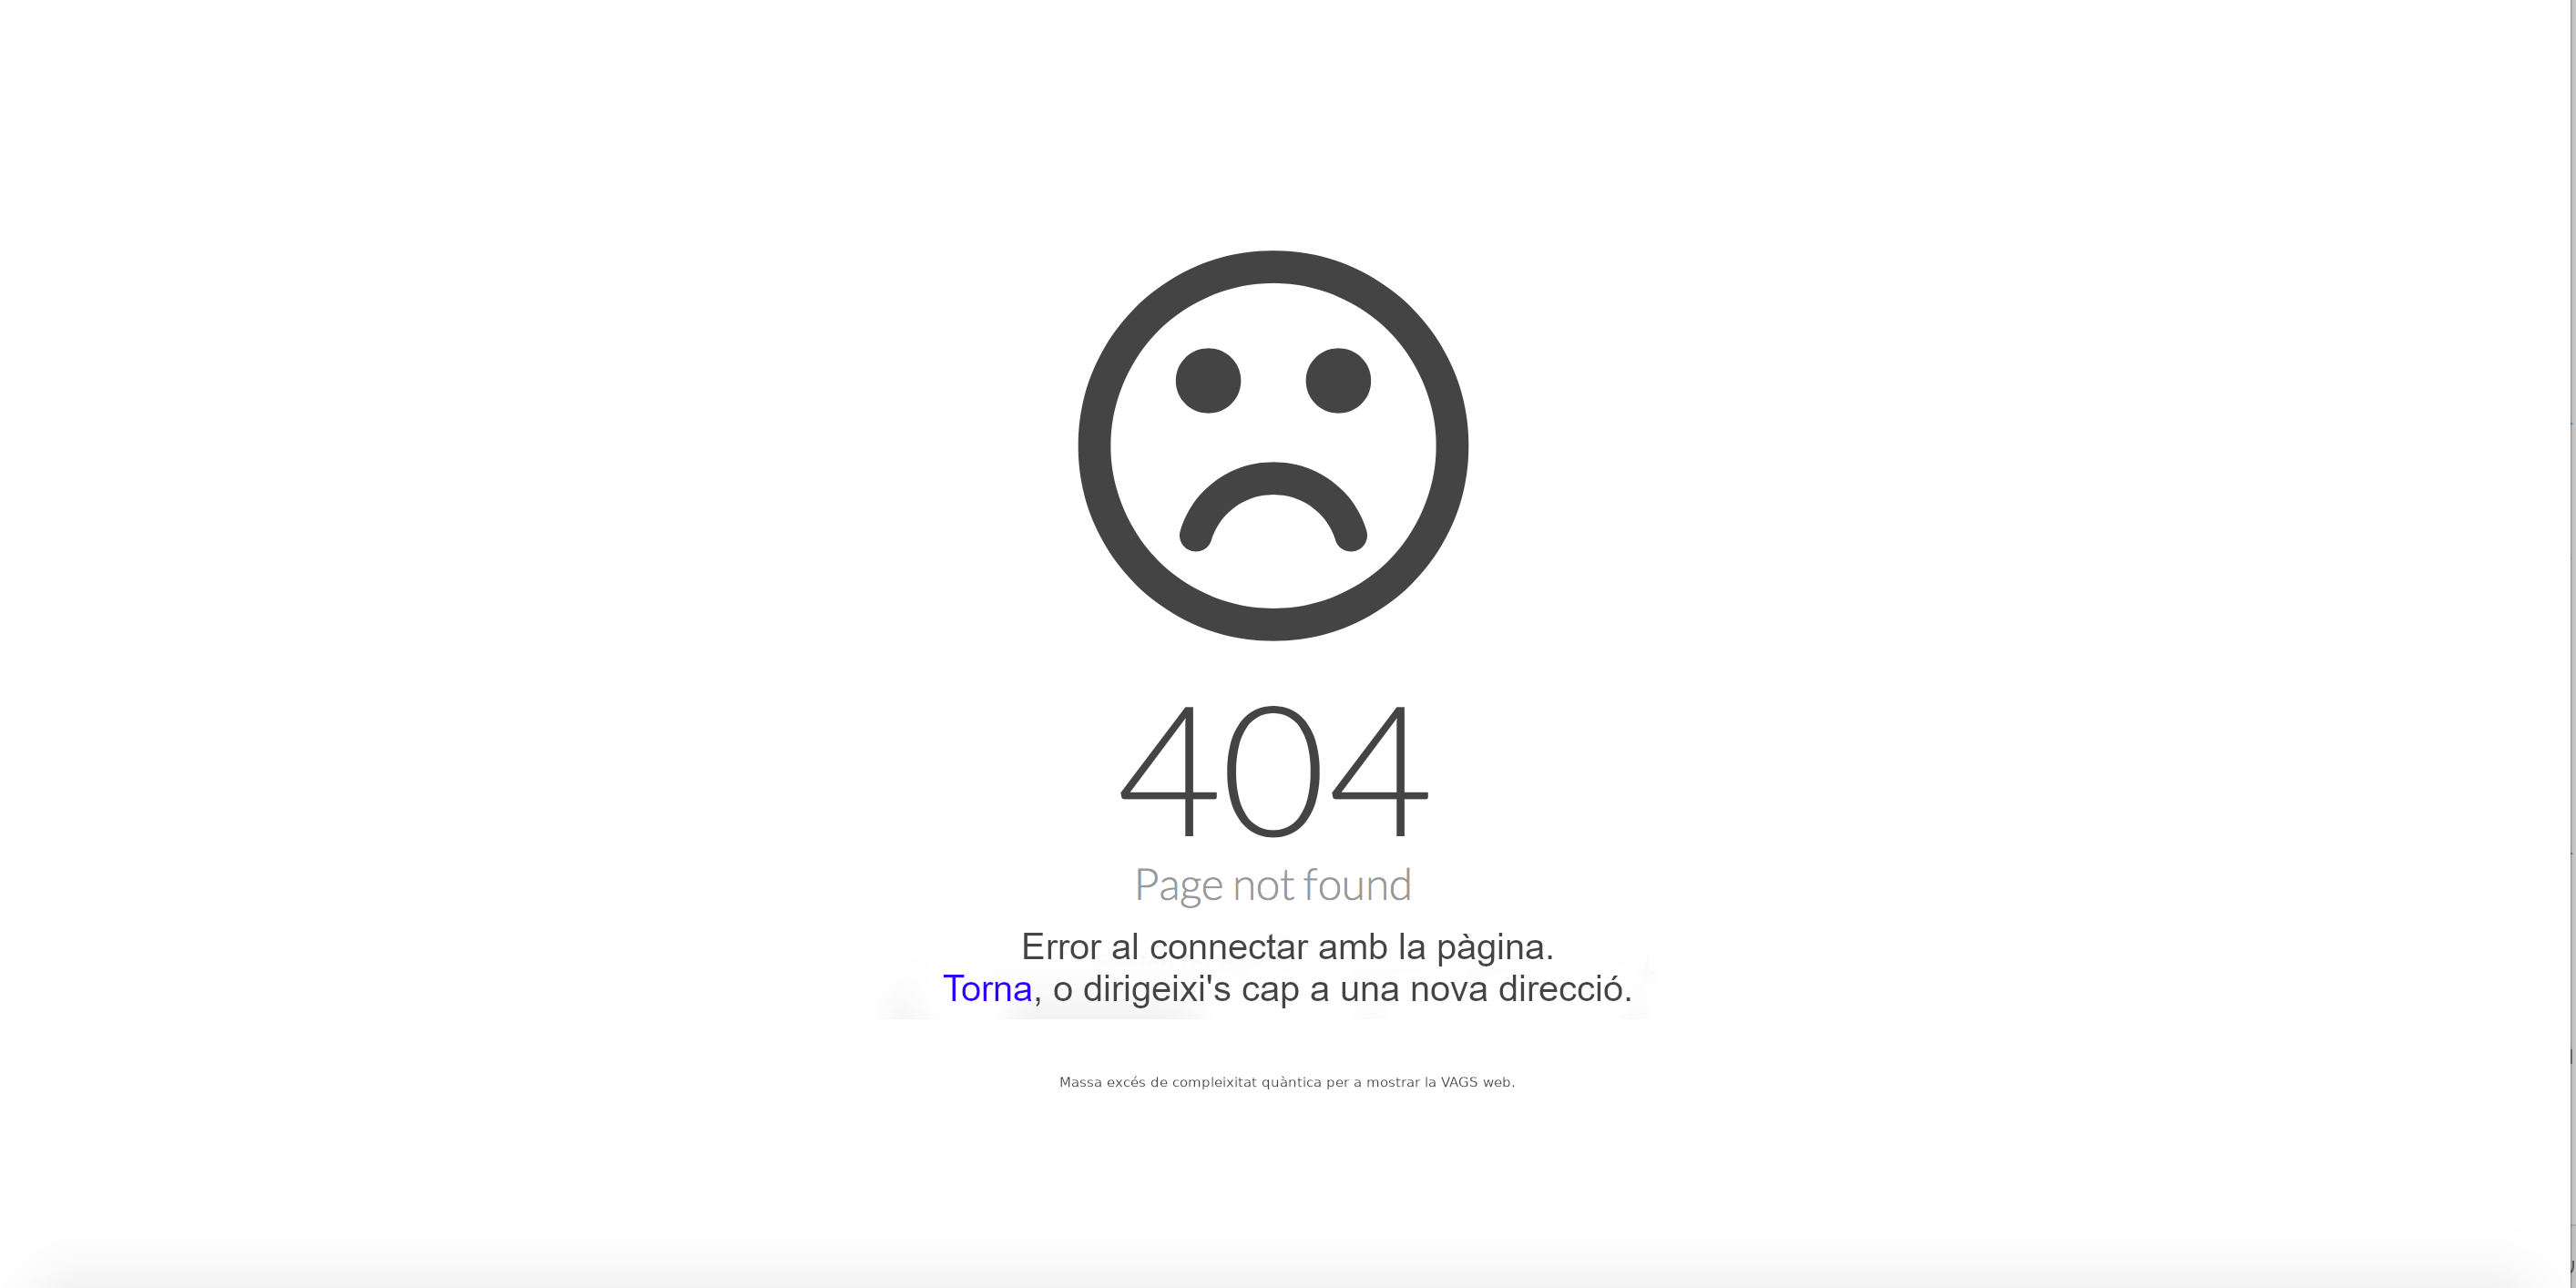 404
Page not found
Error al connectar amb la pàgina.
Torna, o dirigeixi's cap a una nova direcció.
Massa excés de compleixitat quàntica per a mostrar la VAGS web.